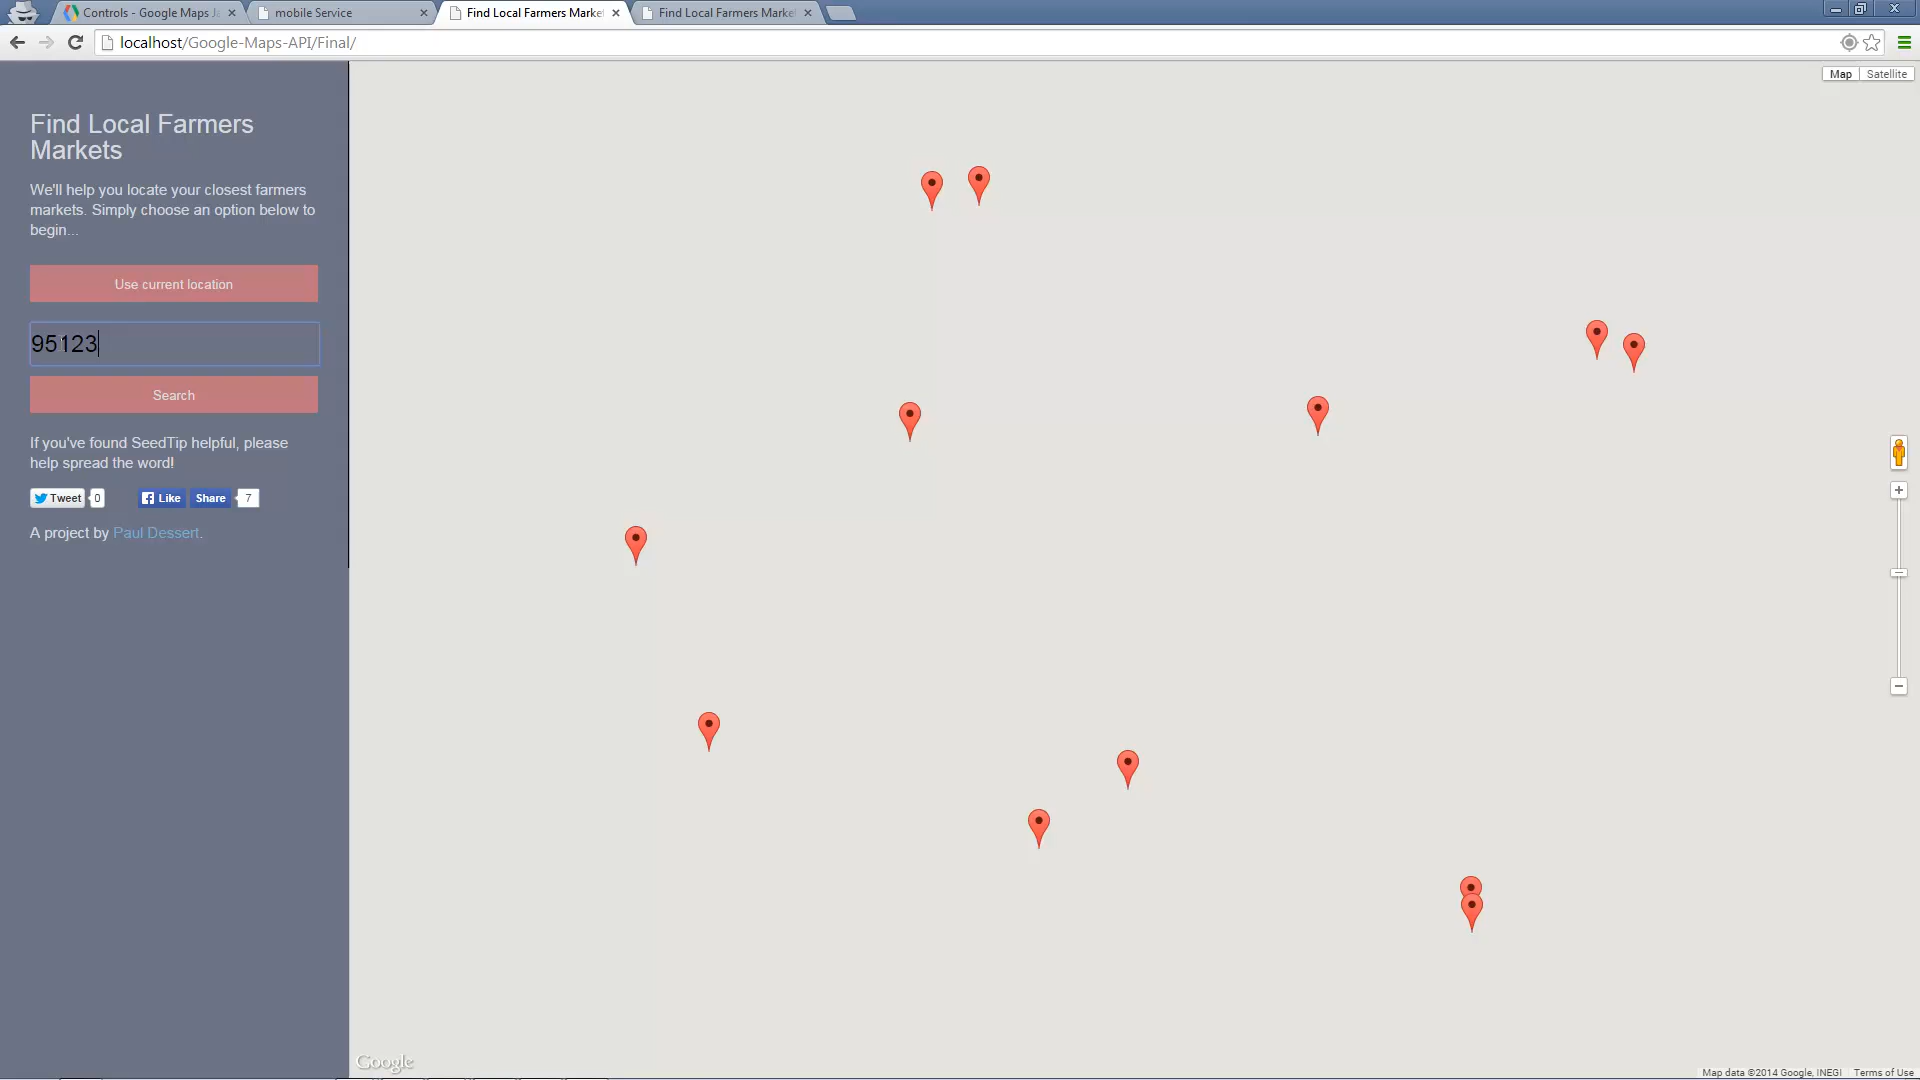 Controls - Google Maps Ja
mobile Service
Find Local Farmers Marke
Find Local Farmers Marke
localhost/Google-Maps-API/Final/
Map
Satellite
Find Local Farmers
Markets
We'll help you locate your closest farmers
markets. Simply choose an option below to
begin...
Use current location
95123
Search
If you've found SeedTip helpful, please
help spread the word!
Tweet 0 Like Share 7
A project by Paul Dessert.
Google
Map data ©2014 Google, INEGI
Terms of Use